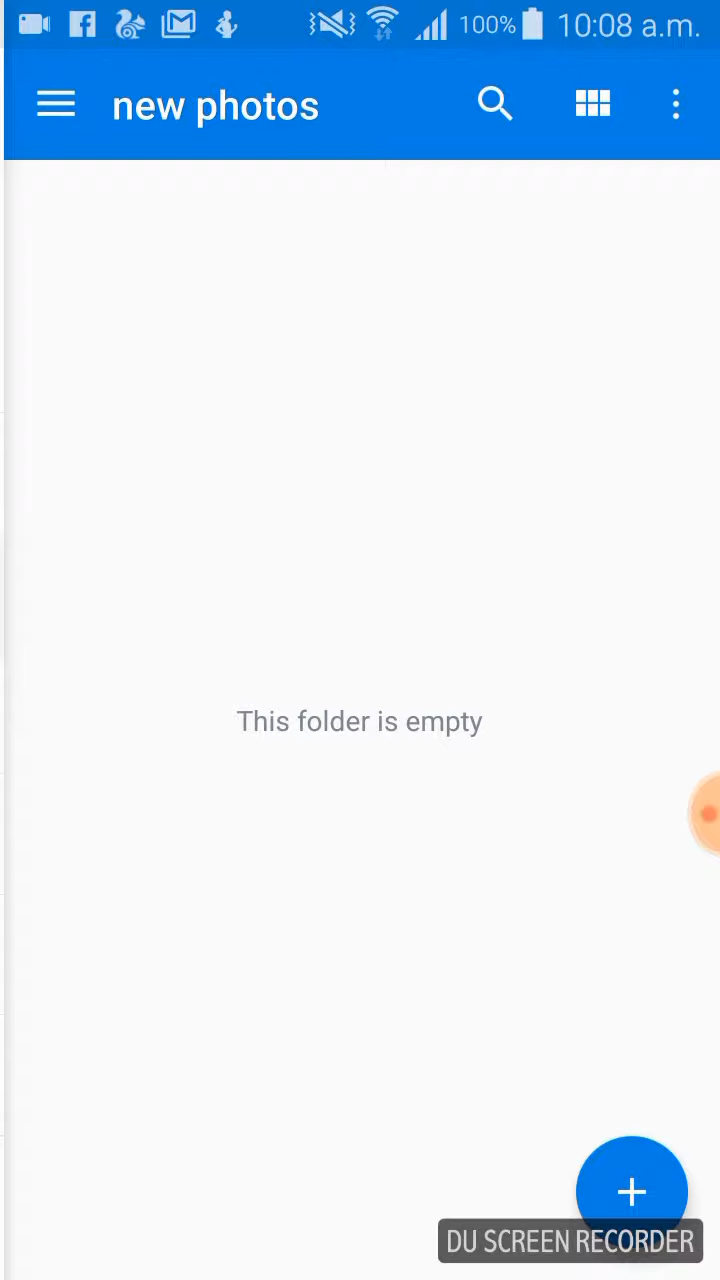 100% 10:08 a.m.
new photos
This folder is empty
DU SCREEN RECORDER